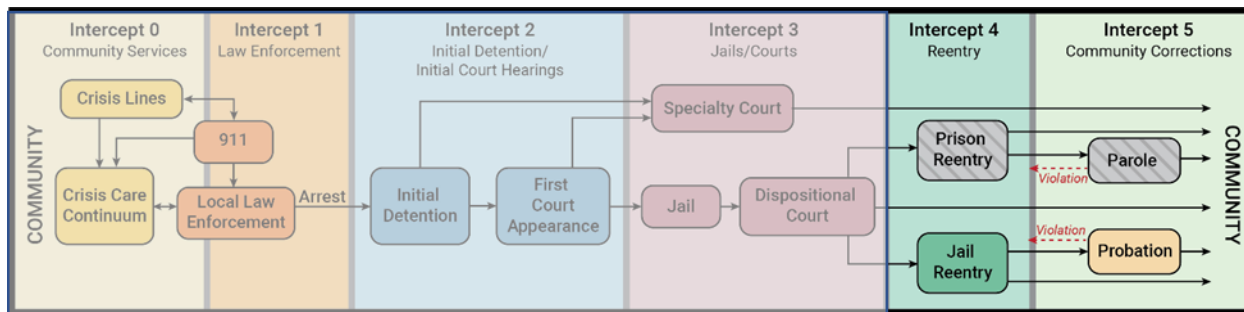 Intercept 0
Community Services
Intercept 1
Law Enforcement
Intercept 2
Initial Detention/
Initial Court Hearings
Intercept 3
Jails/Courts
Intercept 4
Reentry
Intercept 5
Community Corrections
COMMUNITY
Crisis Lines
911
Crisis Care
Continuum
Local Law
Enforcement
Arrest
Initial
Detention
First
Court
Appearance
Specialty Court
Jail
Dispositional
Court
Prison
Reentry
Parole
Violation
Jail
Reentry
Violation
Probation
COMMUNITY